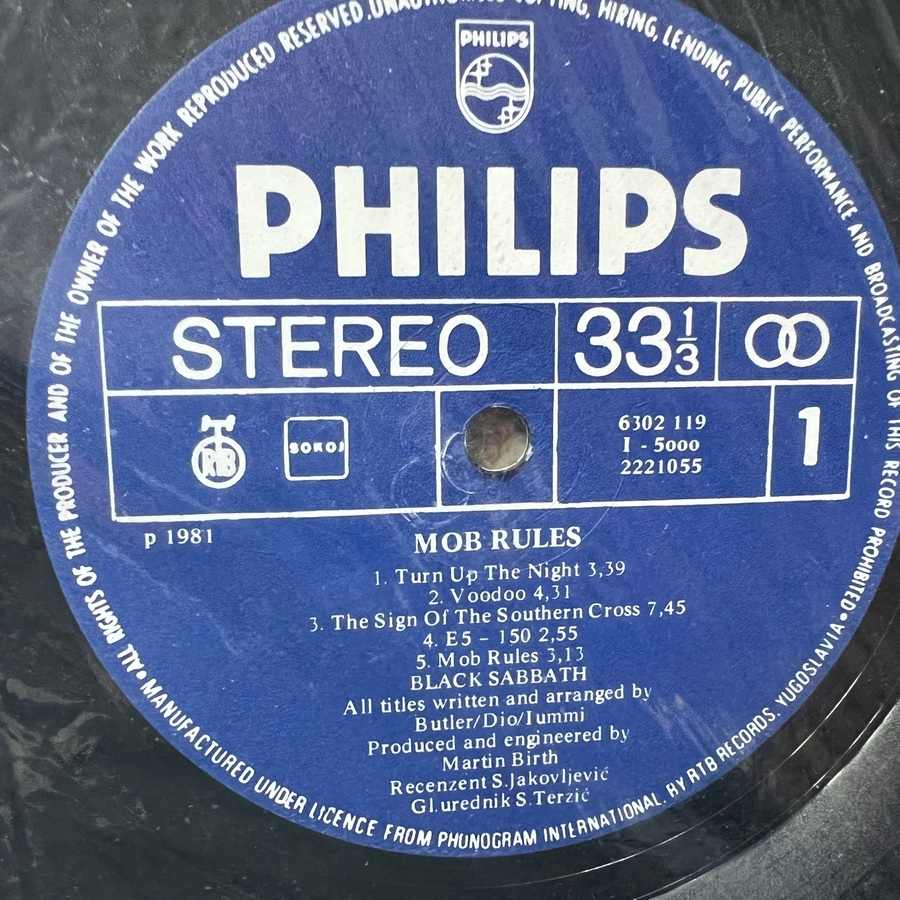 PHILIPS
PHILIPS
STEREO
33 1/3
RTB
SOKOJ
6302 119
I - 5000
2221055
1
p 1981
MOB RULES
1. Turn Up The Night 3,39
2. Voodoo 4,31
3. The Sign Of The Southern Cross 7,45
4. E5 - 150 2,55
5. Mob Rules 3,13
BLACK SABBATH
All titles written and arranged by
Butler/Dio/Iummi
Produced and engineered by
Martin Birth
Recenzent S.Jakovljević
Gl.urednik S.Terzić
•ALL RIGHTS OF THE PRODUCER AND OF THE OWNER OF THE WORK REPRODUCED RESERVED. COPYING, HIRING, LENDING, PUBLIC PERFORMANCE AND BROADCASTING OF THIS RECORD PROHIBITED•
MANUFACTURED UNDER LICENCE FROM PHUNOGRAM INTERNATIONAL. BY RTB RECORDS. YUGOSLAVIA